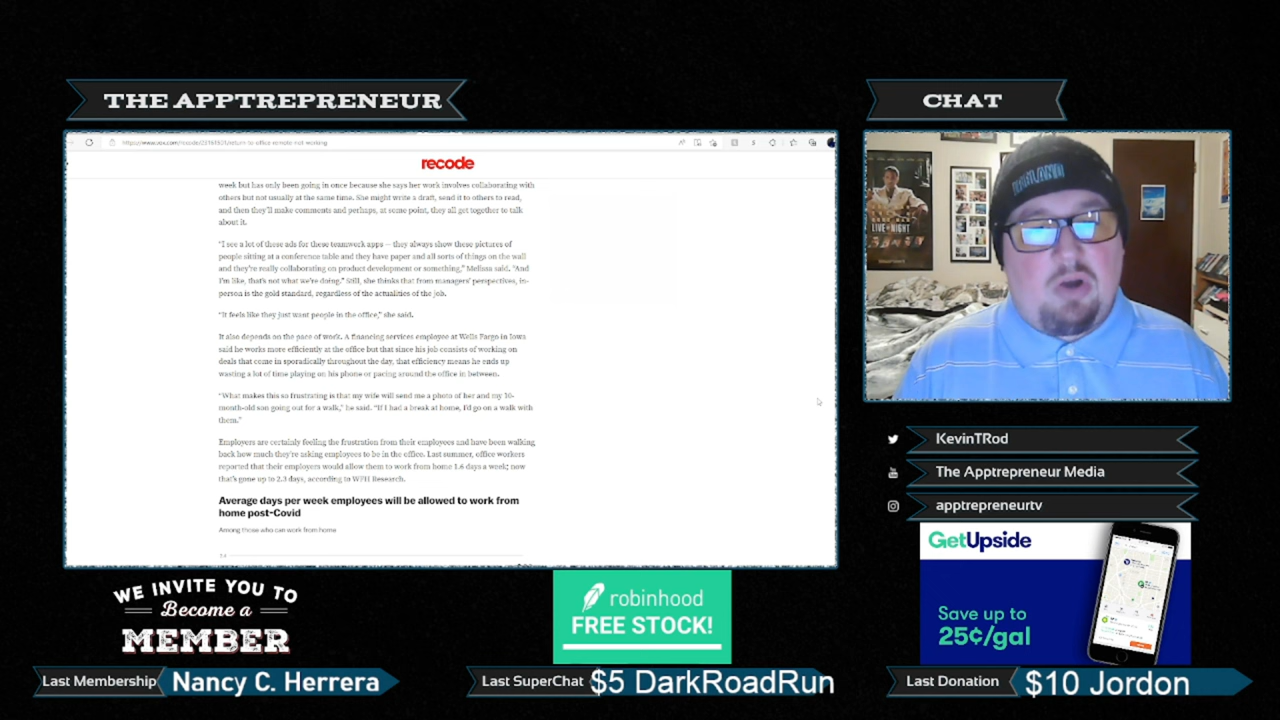 THE APPTREPRENEUR
CHAT
https://www.vox.com/recode/23161501/return-to-office-remote-not-working
recode
week but has only been going in once because she says her work involves collaborating with
others but not usually at the same time. She might write a draft, send it to others to read,
and then they'll make comments and perhaps, at some point, they all get together to talk
about it.
"I see a lot of these ads for these teamwork apps — they always show these pictures of
people sitting at a conference table and they have paper and all sorts of things on the wall
and they're really collaborating on product development or something," Melissa said. "And
I'm like, that's not what we're doing." Still, she thinks that from managers' perspectives, in-
person is the gold standard, regardless of the actualities of the job.
"It feels like they just want people in the office," she said.
It also depends on the pace of work. A financing services employee at Wells Fargo in Iowa
said he works more efficiently at the office but that since his job consists of working on
deals that come in sporadically throughout the day, that efficiency means he ends up
wasting a lot of time playing on his phone or pacing around the office in between.
"What makes this so frustrating is that my wife will send me a photo of her and my 10-
month-old son going out for a walk," he said. "If I had a break at home, I'd go on a walk with
them."
Employers are certainly feeling the frustration from their employees and have been walking
back how much they're asking employees to be in the office. Last summer, office workers
reported that their employers would allow them to work from home 1.6 days a week; now
that's gone up to 2.3 days, according to WFH Research.
Average days per week employees will be allowed to work from
home post-Covid
Among those who can work from home
2.4
LIVE BY NIGHT
KevinTRod
The Apptrepreneur Media
apptrepreneurtv
GetUpside
Save up to
25¢/gal
WE INVITE YOU TO
Become a
MEMBER
robinhood
FREE STOCK!
Last Membership Nancy C. Herrera
Last SuperChat $5 DarkRoadRun
Last Donation $10 Jordon